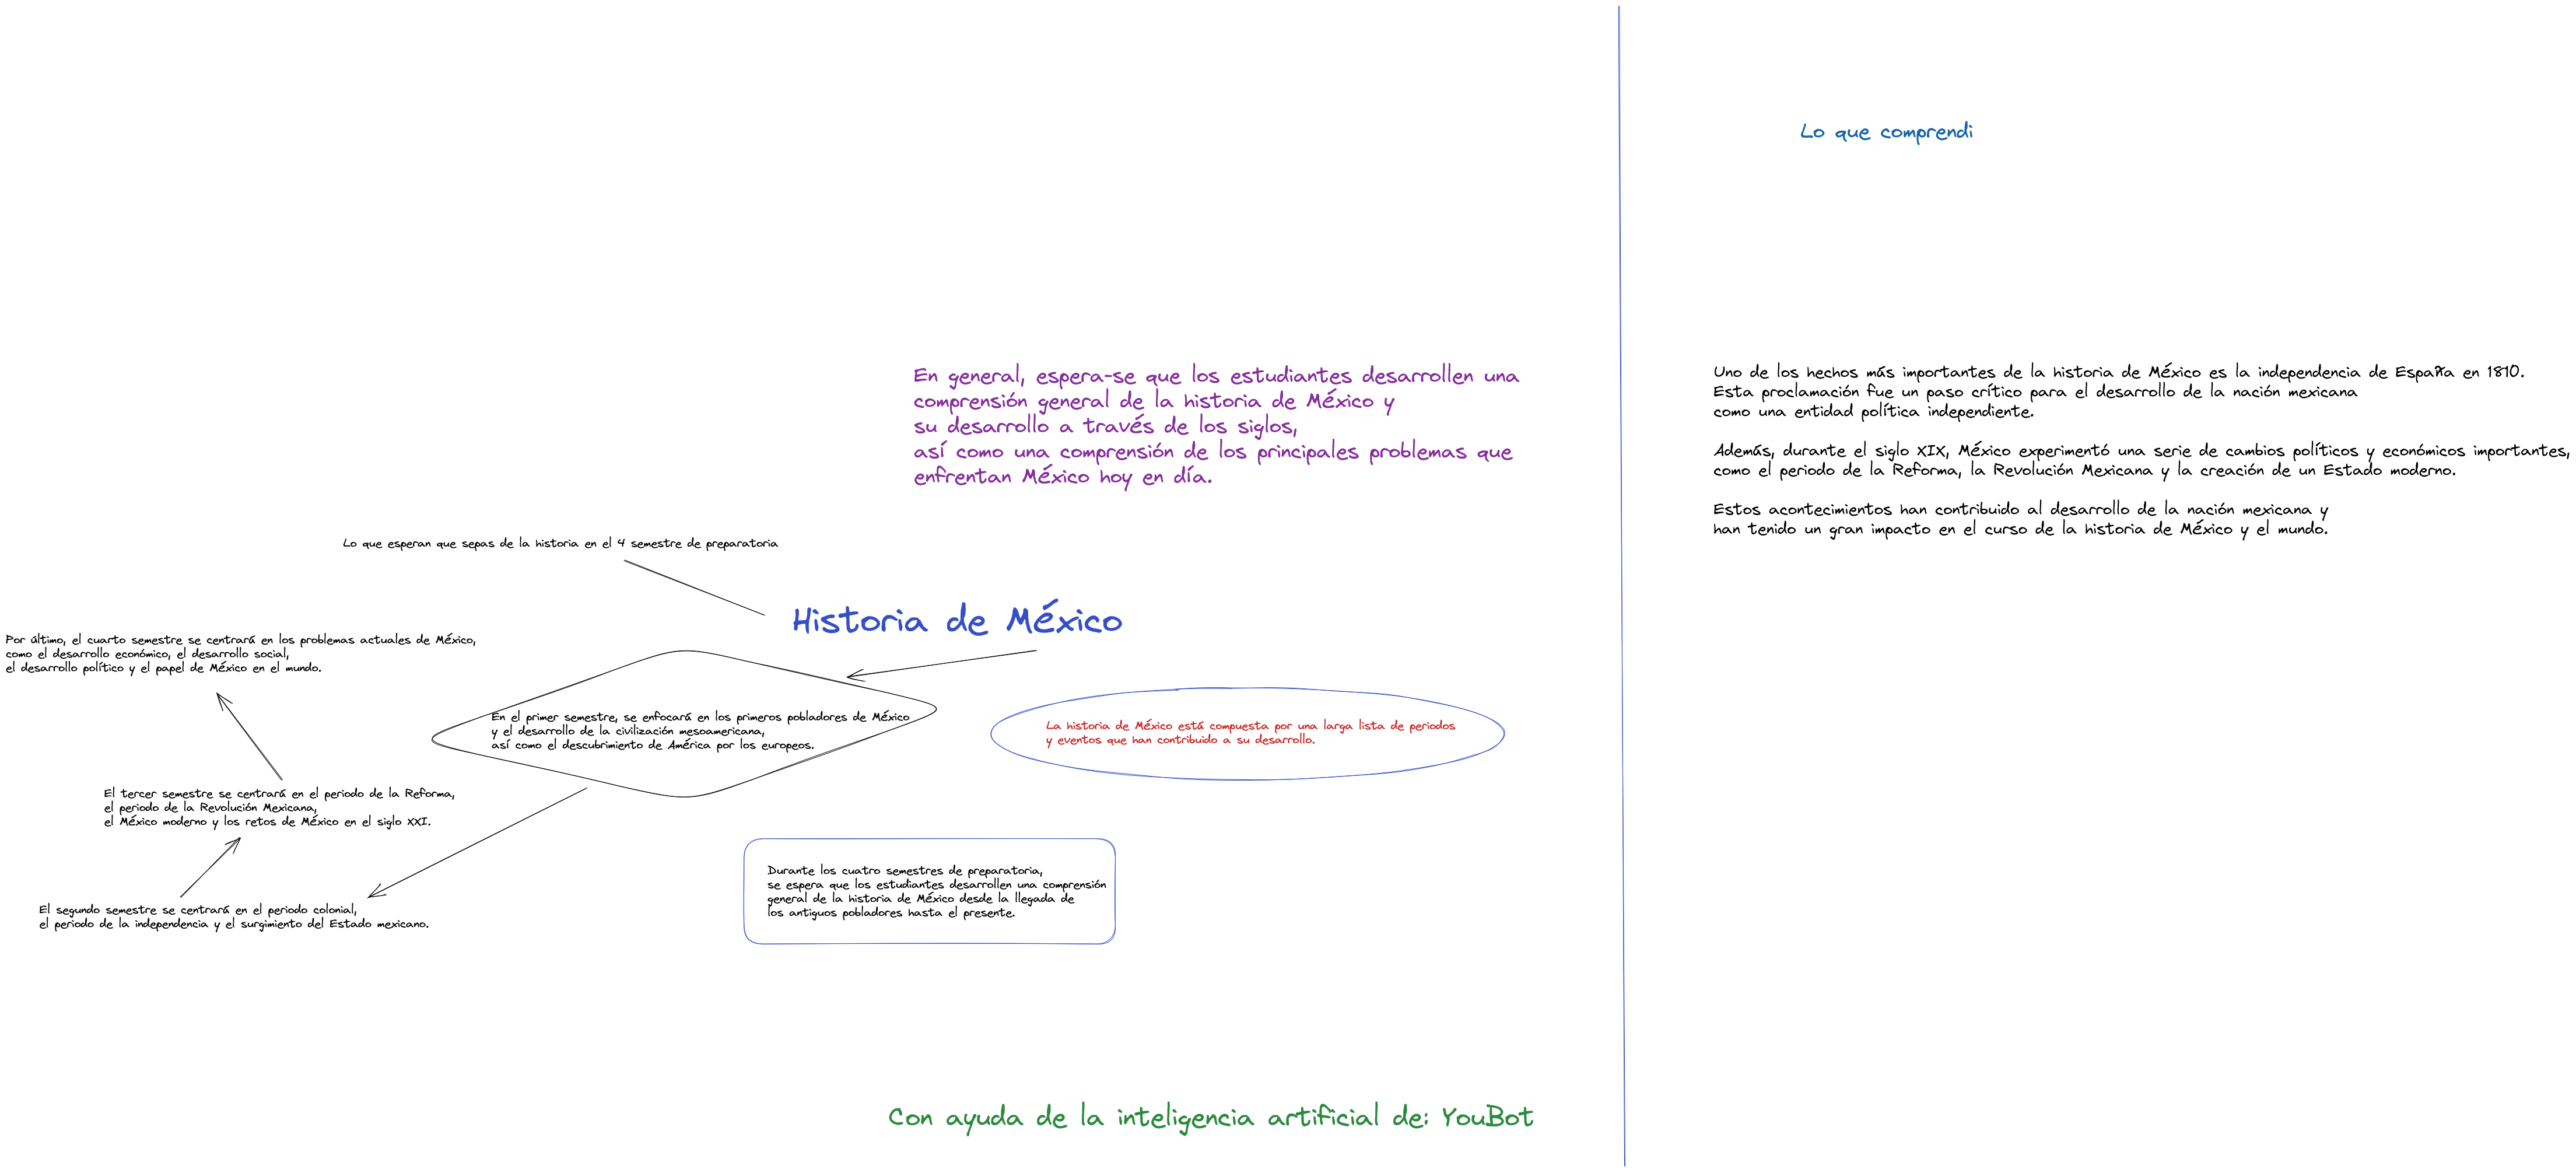 Lo que comprendi
En general, espera-se que los estudiantes desarrollen una
comprensión general de la historia de México y
su desarrollo a través de los siglos,
así como una comprensión de los principales problemas que
enfrentan México hoy en día.
Uno de los hechos más importantes de la historia de México es la independencia de España en 1810.
Esta proclamación fue un paso crítico para el desarrollo de la nación mexicana
como una entidad política independiente.
Además, durante el siglo XIX, México experimentó una serie de cambios políticos y económicos importantes,
como el periodo de la Reforma, la Revolución Mexicana y la creación de un Estado moderno.
Estos acontecimientos han contribuido al desarrollo de la nación mexicana y
han tenido un gran impacto en el curso de la historia de México y el mundo.
Lo que esperan que sepas de la historia en el 4 semestre de preparatoria
Historia de México
Por último, el cuarto semestre se centrará en los problemas actuales de México,
como el desarrollo económico, el desarrollo social,
el desarrollo político y el papel de México en el mundo.
En el primer semestre, se enfocará en los primeros pobladores de México
y el desarrollo de la civilización mesoamericana,
así como el descubrimiento de América por los europeos.
La historia de México está compuesta por una larga lista de periodos
y eventos que han contribuido a su desarrollo.
El tercer semestre se centrará en el periodo de la Reforma,
el periodo de la Revolución Mexicana,
el México moderno y los retos de México en el siglo XXI.
Durante los cuatro semestres de preparatoria,
se espera que los estudiantes desarrollen una comprensión
general de la historia de México desde la llegada de
los antiguos pobladores hasta el presente.
El segundo semestre se centrará en el periodo colonial,
el periodo de la independencia y el surgimiento del Estado mexicano.
Con ayuda de la inteligencia artificial de: YouBot